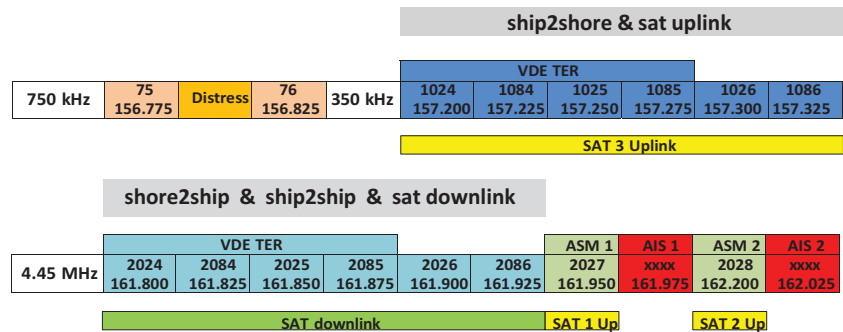 ship2shore & sat uplink
VDE TER
750 kHz 75 Distress 76 350 kHz 1024 1084 1025 1085 1026 1086
156.775 156.825 157.200 157.225 157.250 157.275 157.300 157.325
SAT 3 Uplink
shore2ship & ship2ship & sat downlink
VDE TER ASM 1 AIS 1 ASM 2 AIS 2
4.45 MHz 2024 2084 2025 2085 2026 2086 2027 xxxx 2028 xxxx
161.800 161.825 161.850 161.875 161.900 161.925 161.950 161.975 162.200 162.025
SAT downlink SAT 1 Up SAT 2 Up